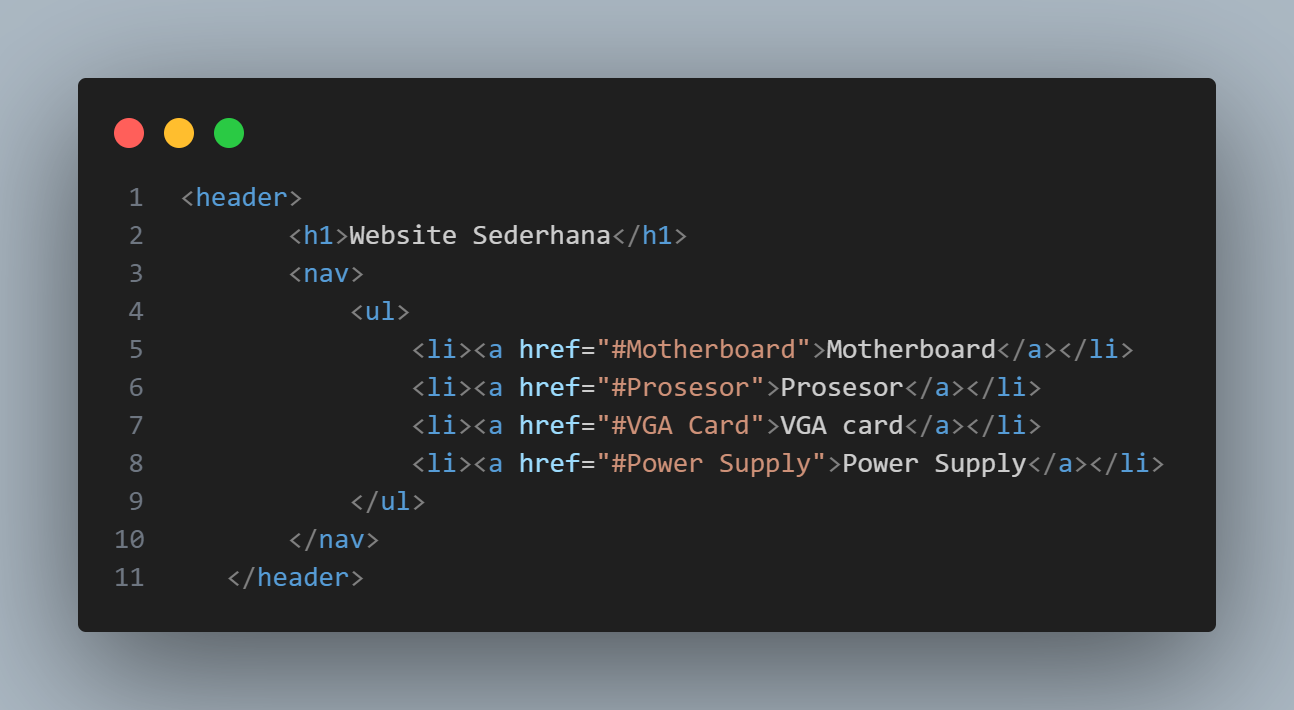 1 <header>
2 <h1>Website Sederhana</h1>
3 <nav>
4 <ul>
5 <li><a href="#Motherboard">Motherboard</a></li>
6 <li><a href="#Prosesor">Prosesor</a></li>
7 <li><a href="#VGA Card">VGA card</a></li>
8 <li><a href="#Power Supply">Power Supply</a></li>
9 </ul>
10 </nav>
11 </header>